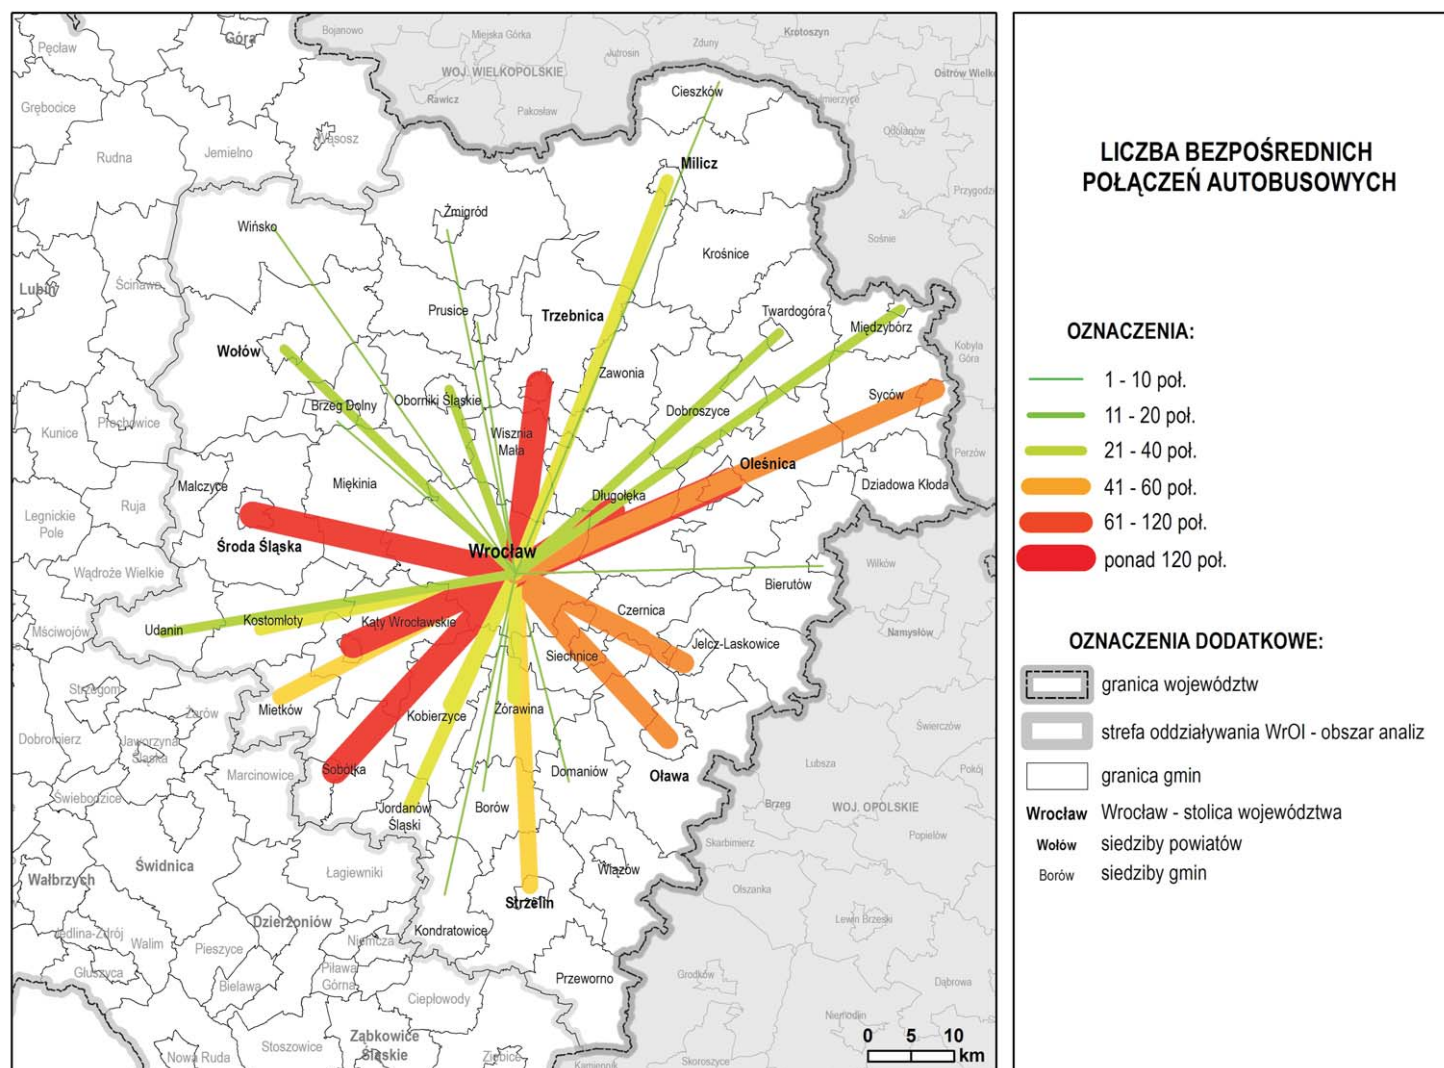 Góra
Pęcław
Bojanowo
Miejska Górka
Zduny
Krotoszyn
Jutrosin
WOJ. WIELKOPOLSKIE
Ostrów Wielk
Rawicz
Pakosław
Cieszków
Grębocice
Wąsosz
Odolanów
Rudna
Jemielno
Milicz
Przygodz
Żmigród
Wińsko
Sośnie
Krośnice
Ścinawa
Lubin
Prusice
Trzebnica
Twardogóra
Międzybórz
Wołów
Kobyla
Góra
Zawonia
Syców
Oborniki Śląskie
Brzeg Dolny
Dobroszyce
Prochowice
Kunice
Wisznia
Mała
Perzów
Oleśnica
Malczyce
Miękinia
Dziadowa Kłoda
Długołęka
Ruja
Legnickie
Pole
Środa Śląska
Wrocław
Wądroże Wielkie
Wilków
Bierutów
Czernica
Kostomłoty
Kąty Wrocławskie
Udanin
Mściwojów
Namysłów
Jelcz-Laskowice
Siechnice
Strzegom
Mietków
Żarów
Kobierzyce
Żórawina
Świerczów
Dobromierz
Jaworzyna
Śląska
Lubsza
Pokój
Sobótka
Domaniów
Oława
Marcinowice
Świebodzice
Borów
Jordanów
Śląski
Brzeg
WOJ. OPOLSKIE
Popielów
Skarbimierz
Świdnica
Łagiewniki
Wiązów
Wałbrzych
Olszanka
Strzelin
Lewin Brzeski
Dzierżoniów
Kondratowice
Jedlina-Zdrój
Walim
Pieszyce
Niemcza
Głuszyca
Piława
Górna
Przeworno
Grodków
Dąbrowa
Bielawa
Ciepłowody
Niemodlin
Ząbkowice
Śląskie
Stoszowice
Nowa Ruda
Ziębice
Kamiennik
Skoroszyce
0 5 10
km
LICZBA BEZPOŚREDNICH
POŁĄCZEŃ AUTOBUSOWYCH
OZNACZENIA:
1 - 10 poł.
11 - 20 poł.
21 - 40 poł.
41 - 60 poł.
61 - 120 poł.
ponad 120 poł.
OZNACZENIA DODATKOWE:
granica województw
strefa oddziaływania WrOI - obszar analiz
granica gmin
Wrocław Wrocław - stolica województwa
Wołów siedziby powiatów
Borów siedziby gmin